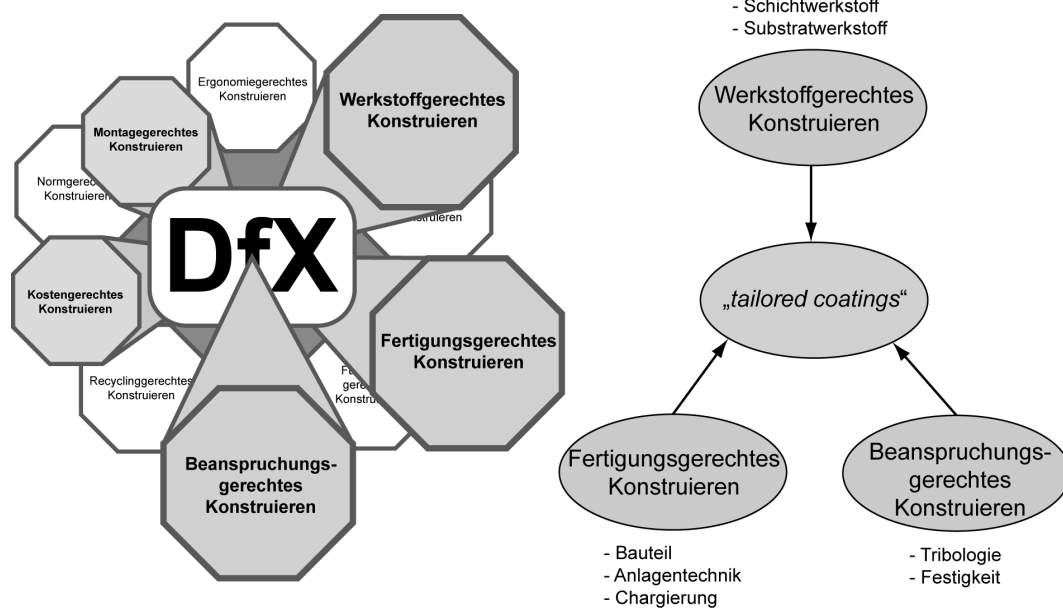 Ergonomiegerechtes
Konstruieren
Werkstoffgerechtes
Konstruieren
Montagegerechtes
Konstruieren
Konstruieren
DfX
Kostengerechtes
Konstruieren
Fertigungsgerechtes
Konstruieren
Recyclinggerechtes
Konstruieren
Beanspruchungs-
gerechtes
Konstruieren
- Schichtwerkstoff
- Substratwerkstoff
Werkstoffgerechtes
Konstruieren
„tailored coatings“
Fertigungsgerechtes
Konstruieren
- Bauteil
- Anlagentechnik
- Chargierung
Beanspruchungs-
gerechtes
Konstruieren
- Tribologie
- Festigkeit